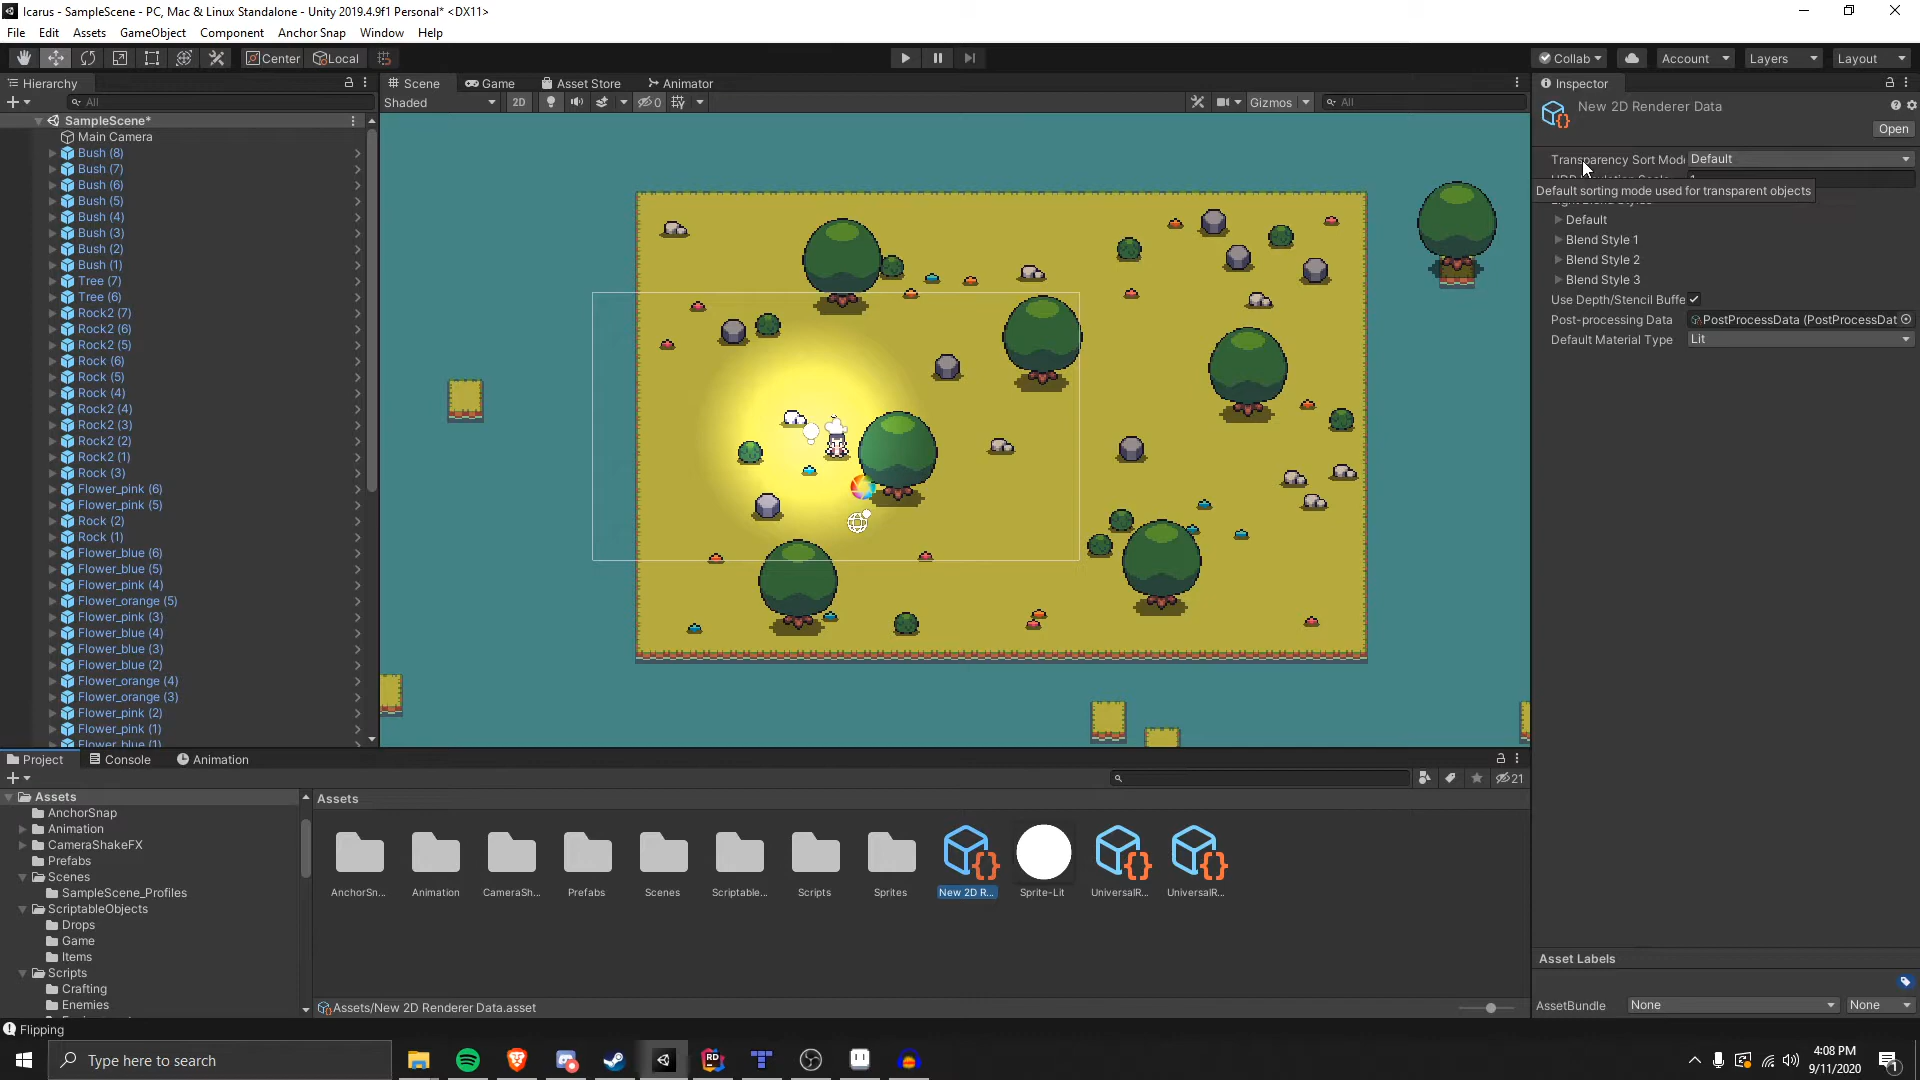 Icarus - SampleScene - PC, Mac & Linux Standalone - Unity 2019.4.9f1 Personal* <DX11>
File Edit Assets GameObject Component Anchor Snap Window Help
Center Local Collab Account Layers Layout
Hierarchy
All
SampleScene*
Main Camera
Bush (8)
Bush (7)
Bush (6)
Bush (5)
Bush (4)
Bush (3)
Bush (2)
Bush (1)
Tree (7)
Tree (6)
Rock2 (7)
Rock2 (6)
Rock2 (5)
Rock (6)
Rock (5)
Rock (4)
Rock2 (4)
Rock2 (3)
Rock2 (2)
Rock2 (1)
Rock (3)
Flower_pink (6)
Flower_pink (5)
Rock (2)
Rock (1)
Flower_blue (6)
Flower_blue (5)
Flower_pink (4)
Flower_orange (5)
Flower_pink (3)
Flower_blue (4)
Flower_blue (3)
Flower_blue (2)
Flower_orange (4)
Flower_orange (3)
Flower_pink (2)
Flower_pink (1)
Flower_blue (1)
Scene Game Asset Store Animator
Shaded 2D 0 Gizmos All
Inspector
New 2D Renderer Data
Open
Transparency Sort Mode Default
Default sorting mode used for transparent objects
Default
Blend Style 1
Blend Style 2
Blend Style 3
Use Depth/Stencil Buffe
Post-processing Data PostProcessData (PostProcessDat
Default Material Type Lit
Asset Labels
AssetBundle None None
Project Console Animation
21
Assets
AnchorSnap
Animation
CameraShakeFX
Prefabs
Scenes
SampleScene_Profiles
ScriptableObjects
Drops
Game
Items
Scripts
Crafting
Enemies
Assets
AnchorSn... Animation CameraSh... Prefabs Scenes Scriptable... Scripts Sprites New 2D R... Sprite-Lit UniversalR... UniversalR...
Assets/New 2D Renderer Data.asset
Flipping
Type here to search
4:08 PM
9/11/2020
1